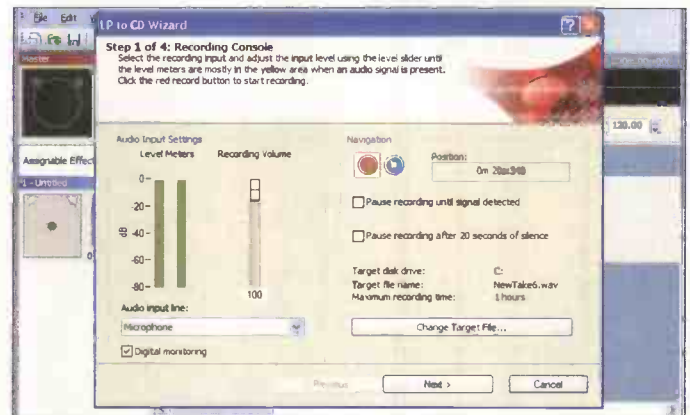 File Edit
LP to CD Wizard
Master
Step 1 of 4: Recording Console
Select the recording input and adjust the input level using the level slider until
the level meters are mostly in the yellow area when an audio signal is present.
Click the red record button to start recording.
120.00
Assignable Effect
1 - Untitled
Audio Input Settings
Navigation
Level Meters
Recording Volume
Position:
0m
0-
-20-
dB
-40-
-60-
-80-
100
Pause recording until signal detected
Pause recording after 20 seconds of silence
Target disk drive: C:
Target file name: NewTake6.wav
Maximum recording time: 1 hours
Audio input line:
Microphone
Change Target File...
Digital monitoring
Previous
Next >
Cancel